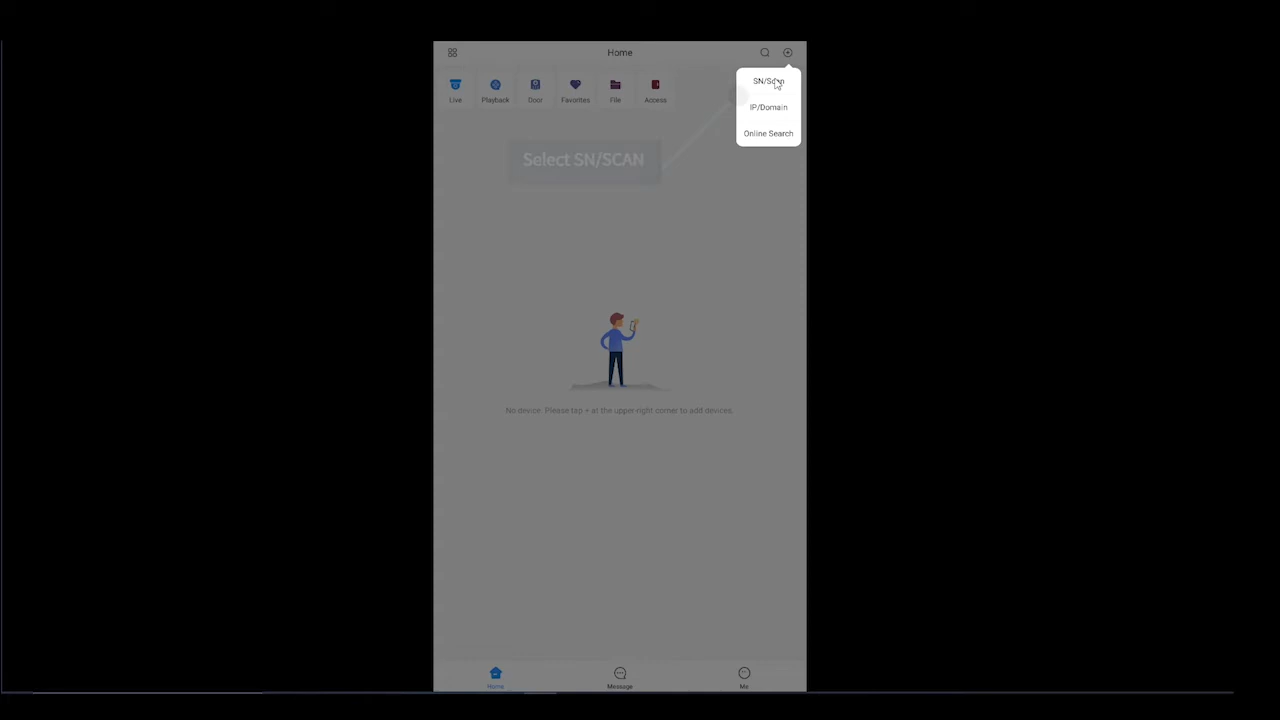 Home
SN/Scan
Live
Playback
Door
Favorites
File
Access
IP/Domain
Online Search
Select SN/SCAN
No device. Please tap + at the upper-right corner to add devices.
Home
Message
Me